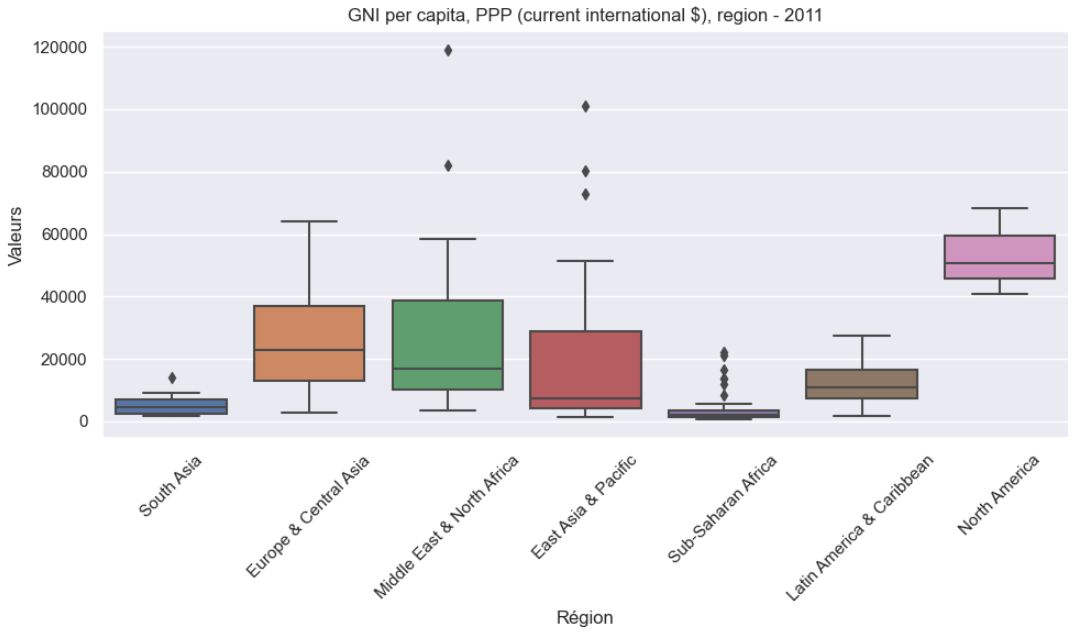 GNI per capita, PPP (current international $), region - 2011
120000
100000
80000
60000
40000
20000
0
Valeurs
South Asia
Europe & Central Asia
Middle East & North Africa
East Asia & Pacific
Sub-Saharan Africa
Latin America & Caribbean
North America
Région